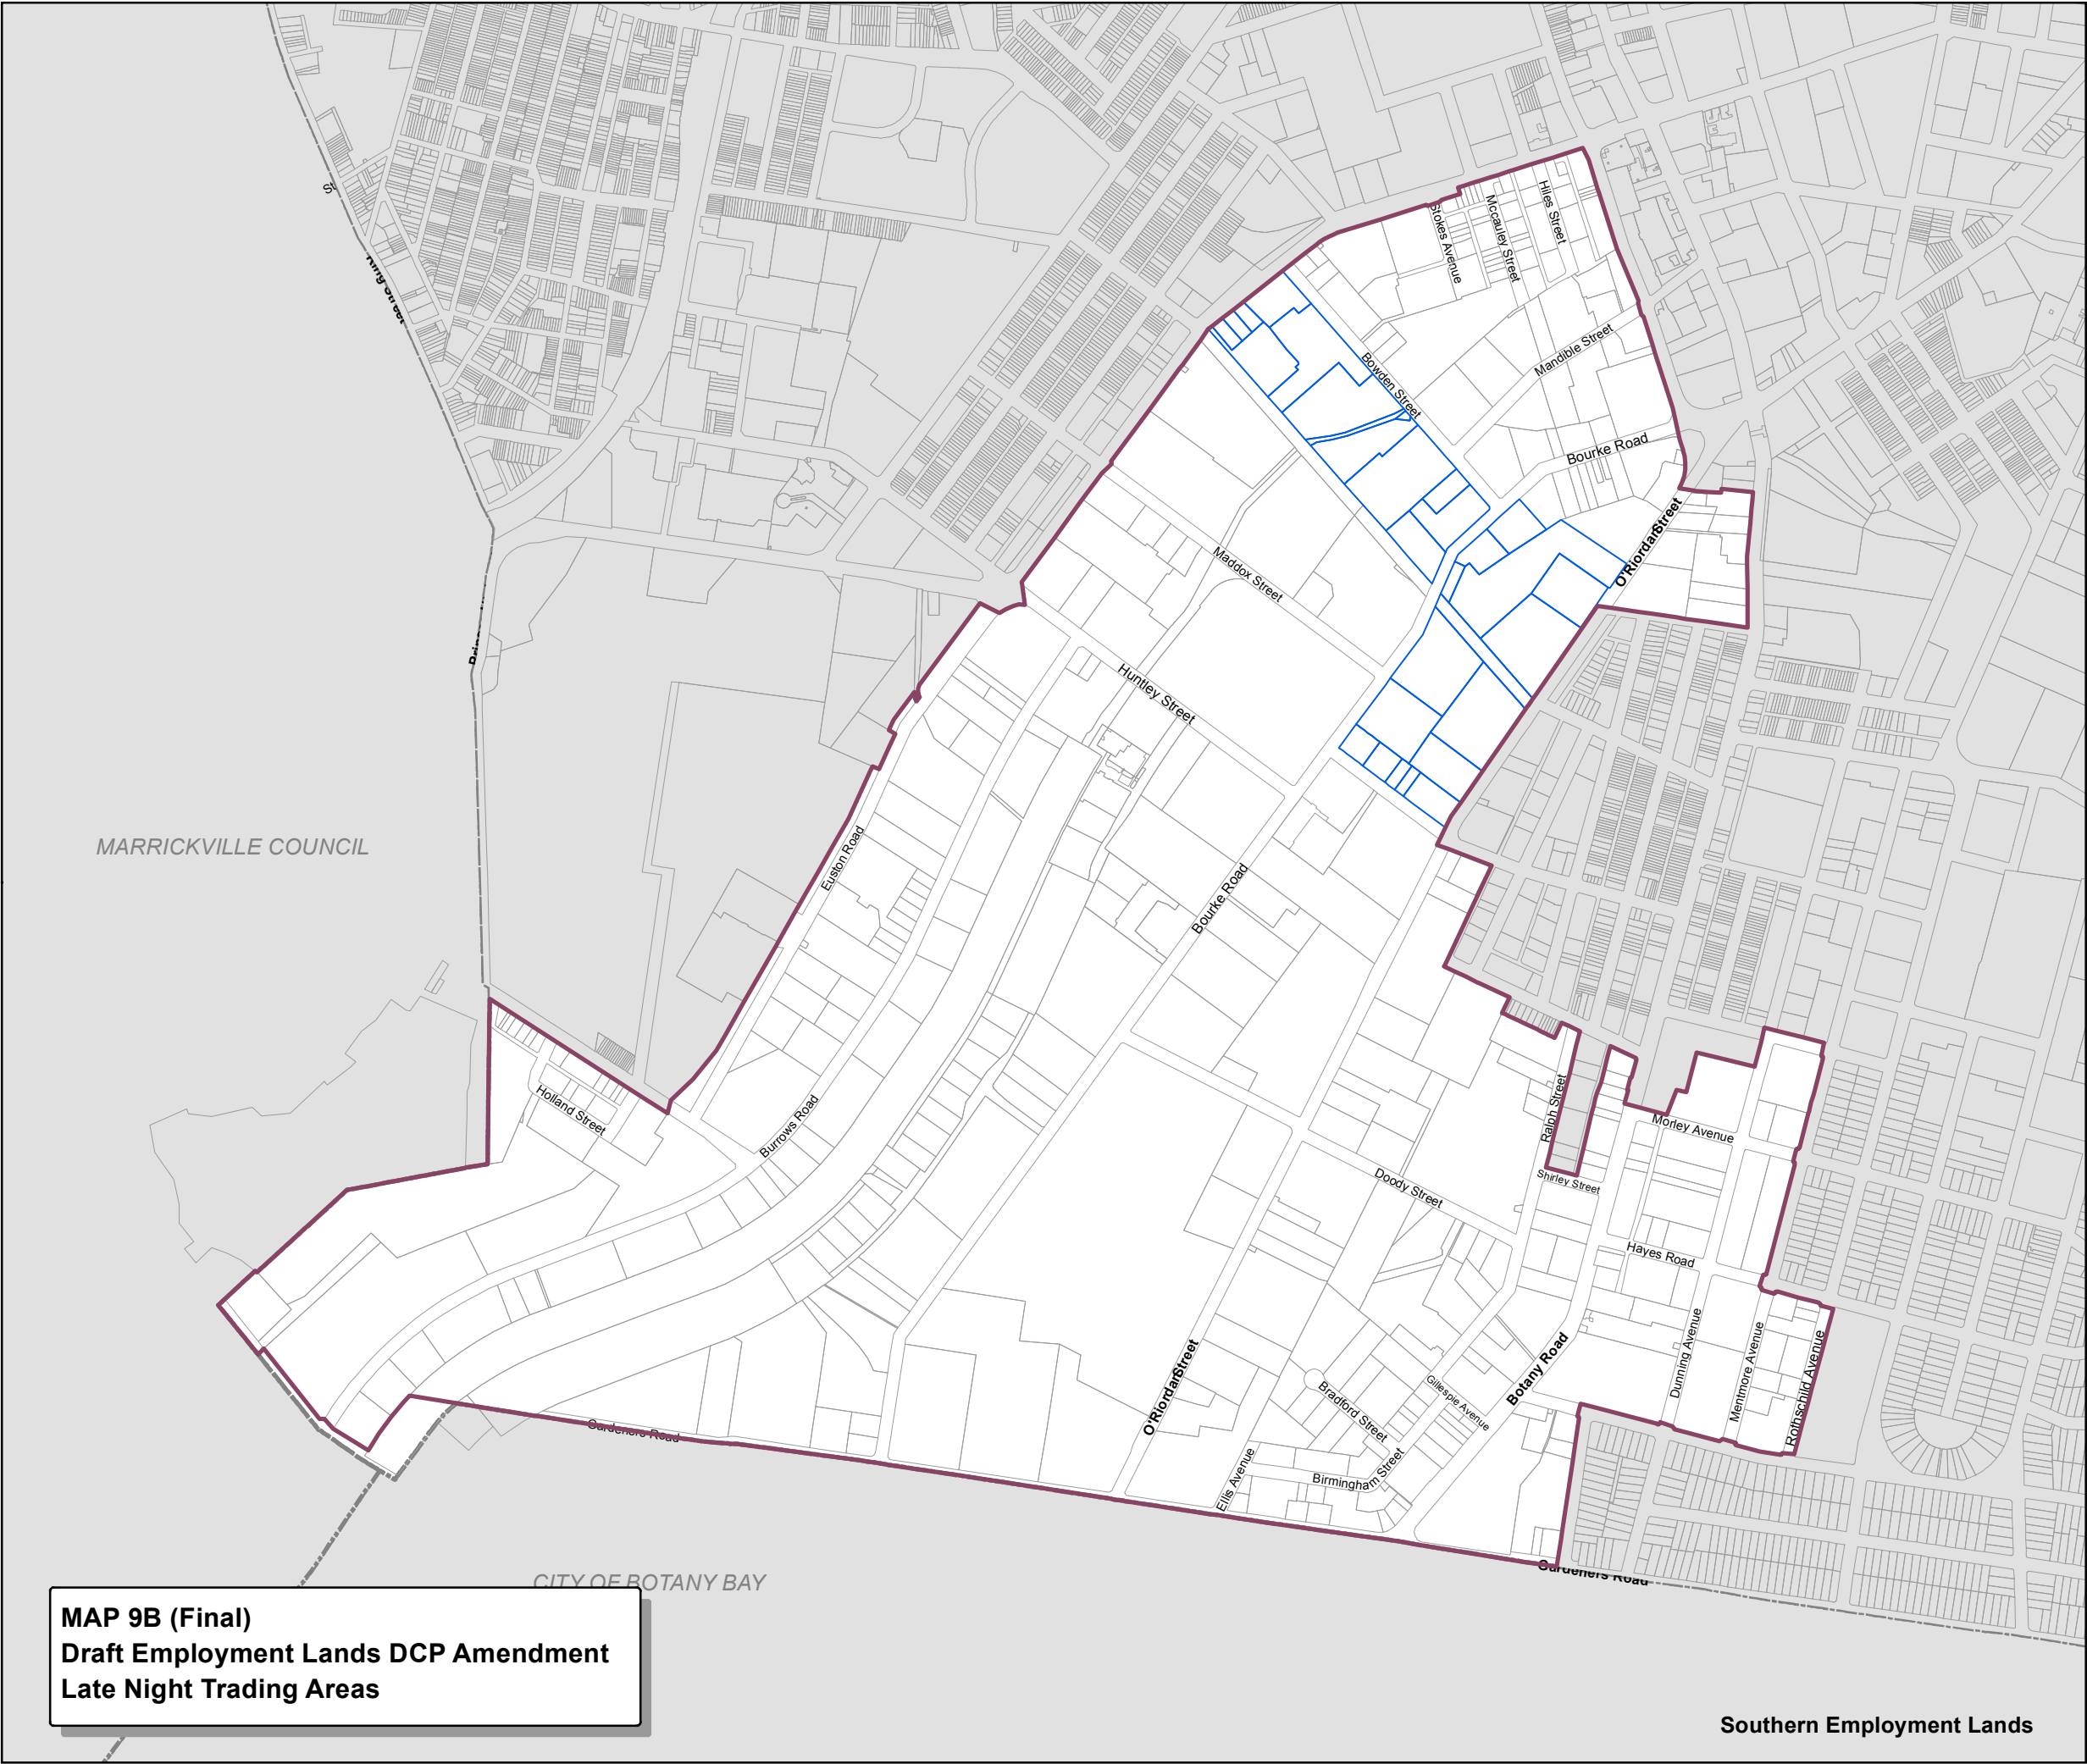 St
King Street
Stokes Avenue
Mccauley Street
Hiles Street
Mandible Street
Bowden Street
Bourke Road
O'Riordan Street
Maddox Street
Huntley Street
MARRICKVILLE COUNCIL
Euston Road
Bourke Road
Holland Street
Burrows Road
Ralph Street
Morley Avenue
Shirley Street
Doody Street
Hayes Road
Dunning Avenue
Mentmore Avenue
Rothschild Avenue
Botany Road
O'Riordan Street
Gillespie Avenue
Bradford Street
Birmingham Street
Ellis Avenue
Gardeners Road
Gardeners Road
CITY OF BOTANY BAY
MAP 9B (Final)
Draft Employment Lands DCP Amendment
Late Night Trading Areas
Southern Employment Lands